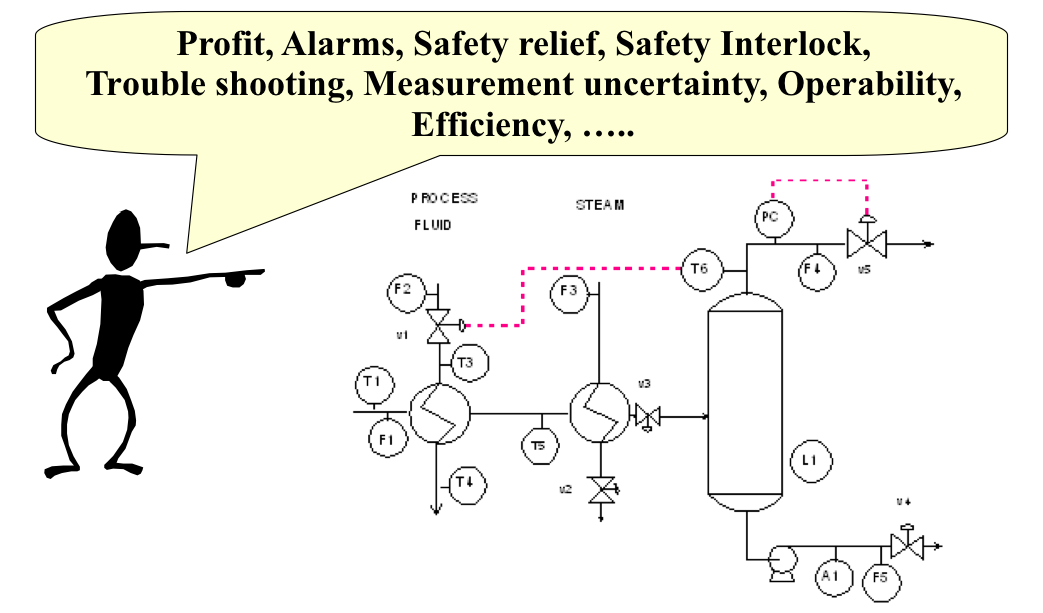 Profit, Alarms, Safety relief, Safety Interlock,
Trouble shooting, Measurement uncertainty, Operability,
Efficiency, …..
PROCESS
FLUID
STEAM
PC
v5
F4
T6
F2
F3
v1
T3
T1
v3
F1
T5
L1
T4
v2
v4
A1
F5